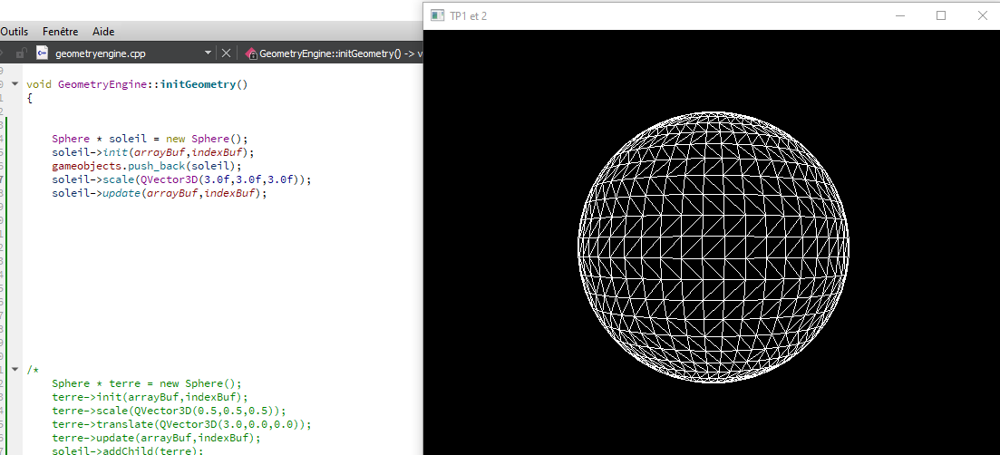 TP1 et 2
Outils Fenêtre Aide
geometryengine.cpp GeometryEngine::initGeometry() -> v
void GeometryEngine::initGeometry()
{
Sphere * soleil = new Sphere();
soleil->init(arrayBuf,indexBuf);
gameobjects.push_back(soleil);
soleil->scale(QVector3D(3.0f,3.0f,3.0f));
soleil->update(arrayBuf,indexBuf);
/*
Sphere * terre = new Sphere();
terre->init(arrayBuf,indexBuf);
terre->scale(QVector3D(0.5,0.5,0.5));
terre->translate(QVector3D(3.0,0.0,0.0));
terre->update(arrayBuf,indexBuf);
soleil->addChild(terre);